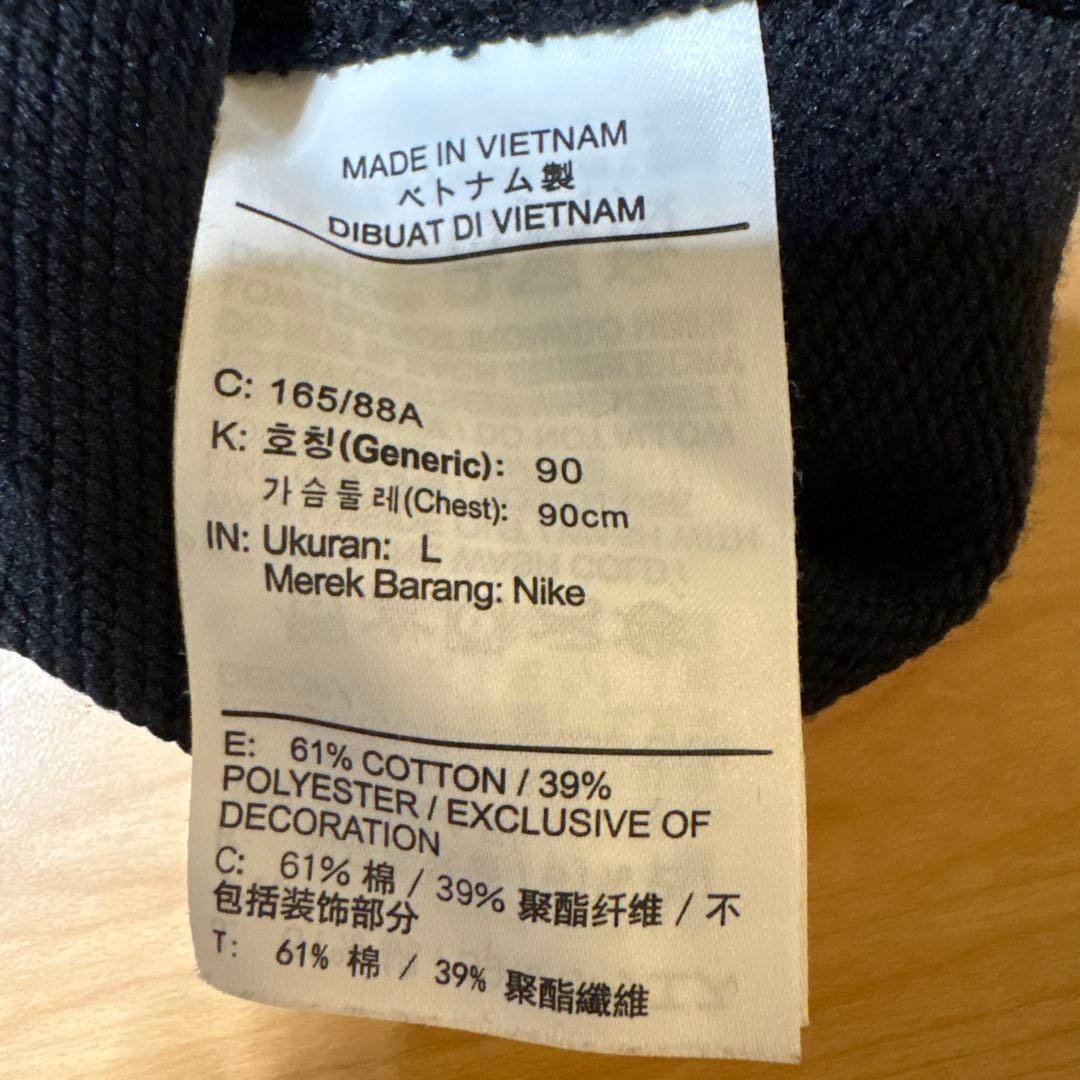 MADE IN VIETNAM
ベトナム製
DIBUAT DI VIETNAM
C: 165/88A
K: 호칭(Generic): 90
가슴둘레(Chest): 90cm
IN: Ukuran: L
Merek Barang: Nike
E: 61% COTTON / 39%
POLYESTER / EXCLUSIVE OF
DECORATION
C: 61% 棉 / 39% 聚酯纤维 / 不
包括装饰部分
T: 61% 棉 / 39% 聚酯纖維